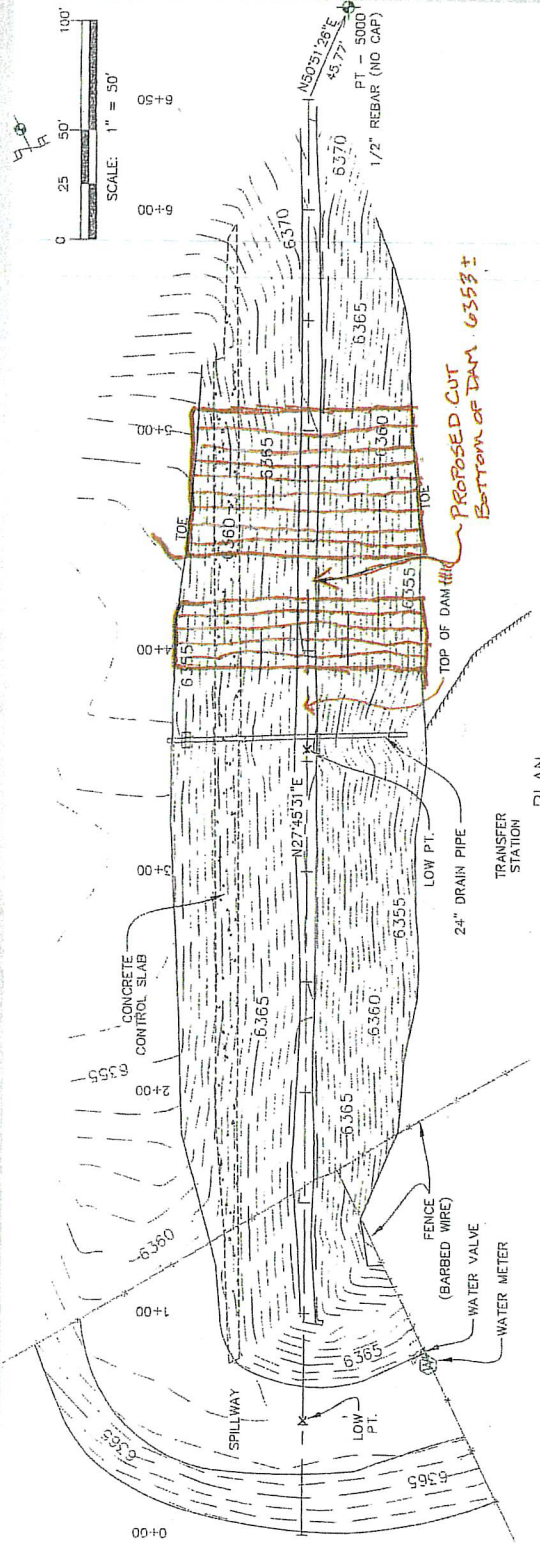 0 25 50' 100'
SCALE: 1" = 50'
N50°51'26"E
45.77'
PT - 5000
1/2" REBAR (NO CAP)
6+50
6+00
5+00
4+00
3+00
2+00
1+00
0+00
6370
6370
6365
6365
6360
6360
TOE
TOE
6355
6355
PROPOSED CUT
BOTTOM OF DAM 6353±
TOP OF DAM
N27°45'31"E
LOW PT.
24" DRAIN PIPE
TRANSFER
STATION
PLAN
CONCRETE
CONTROL SLAB
6355
6365
6355
6360
6365
6360
FENCE
(BARBED WIRE)
WATER VALVE
WATER METER
W
6365
SPILLWAY
LOW
PT.
6365
6365